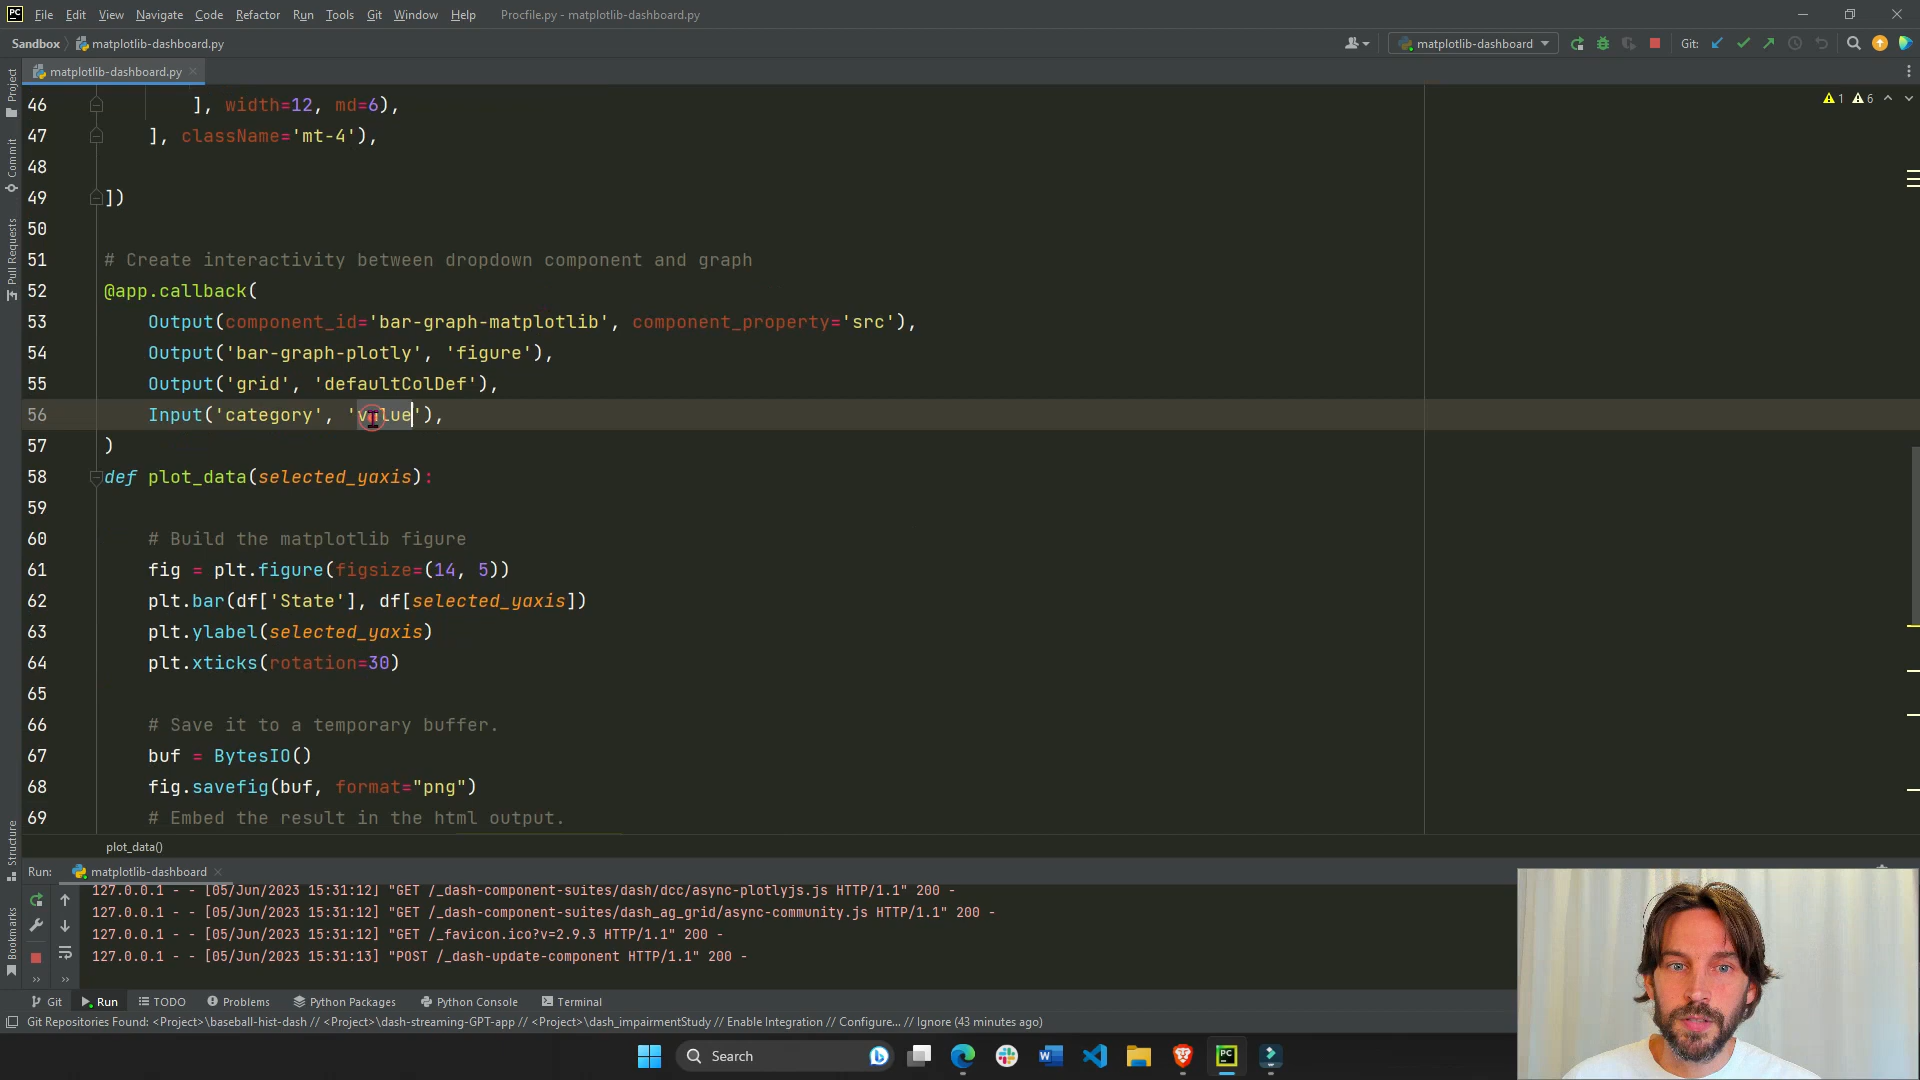 PC File Edit View Navigate Code Refactor Run Tools Git Window Help Procfile.py - matplotlib-dashboard.py
Sandbox matplotlib-dashboard.py matplotlib-dashboard Git:
matplotlib-dashboard.py
Project
Commit
Pull Requests
Structure
Bookmarks
1 6
46 ], width=12, md=6),
47 ], className='mt-4'),
48
49 ])
50
51 # Create interactivity between dropdown component and graph
52 @app.callback(
53 Output(component_id='bar-graph-matplotlib', component_property='src'),
54 Output('bar-graph-plotly', 'figure'),
55 Output('grid', 'defaultColDef'),
56 Input('category', 'value'),
57 )
58 def plot_data(selected_yaxis):
59
60 # Build the matplotlib figure
61 fig = plt.figure(figsize=(14, 5))
62 plt.bar(df['State'], df[selected_yaxis])
63 plt.ylabel(selected_yaxis)
64 plt.xticks(rotation=30)
65
66 # Save it to a temporary buffer.
67 buf = BytesIO()
68 fig.savefig(buf, format="png")
69 # Embed the result in the html output.
plot_data()
Run: matplotlib-dashboard
127.0.0.1 - - [05/Jun/2023 15:31:12] "GET /_dash-component-suites/dash/dcc/async-plotlyjs.js HTTP/1.1" 200 -
127.0.0.1 - - [05/Jun/2023 15:31:12] "GET /_dash-component-suites/dash_ag_grid/async-community.js HTTP/1.1" 200 -
127.0.0.1 - - [05/Jun/2023 15:31:12] "GET /_favicon.ico?v=2.9.3 HTTP/1.1" 200 -
127.0.0.1 - - [05/Jun/2023 15:31:13] "POST /_dash-update-component HTTP/1.1" 200 -
Git Run TODO Problems Python Packages Python Console Terminal
Git Repositories Found: <Project>\baseball-hist-dash // <Project>\dash-streaming-GPT-app // <Project>\dash_impairmentStudy // Enable Integration // Configure... // Ignore (43 minutes ago)
Search